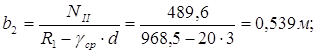 b₂ = N_II / (R₁ − γ_ср · d) = 489,6 / (968,5 − 20 · 3) = 0,539 м;